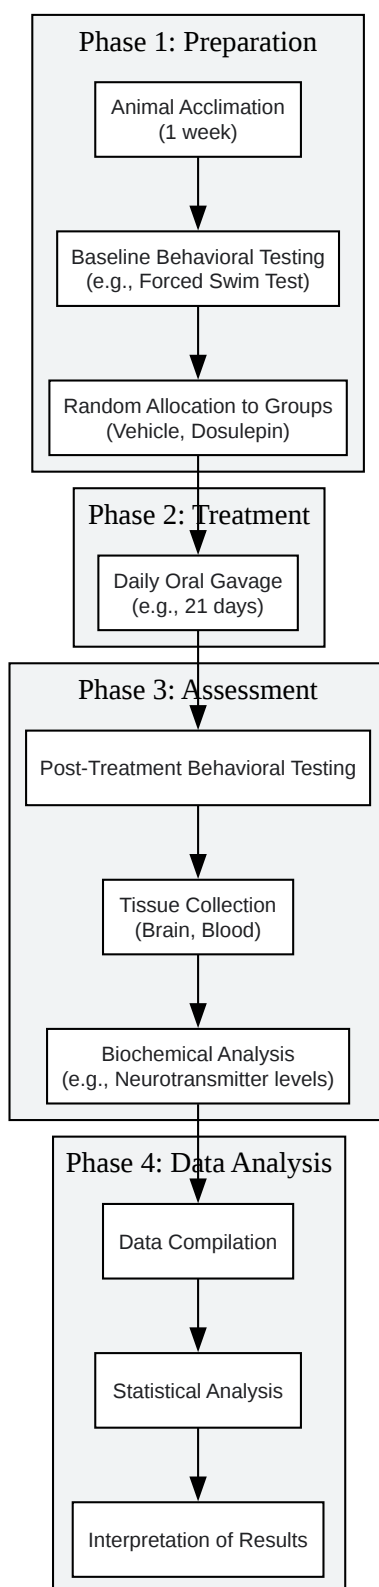 Phase 1: Preparation
Animal Acclimation
(1 week)
Baseline Behavioral Testing
(e.g., Forced Swim Test)
Random Allocation to Groups
(Vehicle, Dosulepin)
Phase 2: Treatment
Daily Oral Gavage
(e.g., 21 days)
Phase 3: Assessment
Post-Treatment Behavioral Testing
Tissue Collection
(Brain, Blood)
Biochemical Analysis
(e.g., Neurotransmitter levels)
Phase 4: Data Analysis
Data Compilation
Statistical Analysis
Interpretation of Results